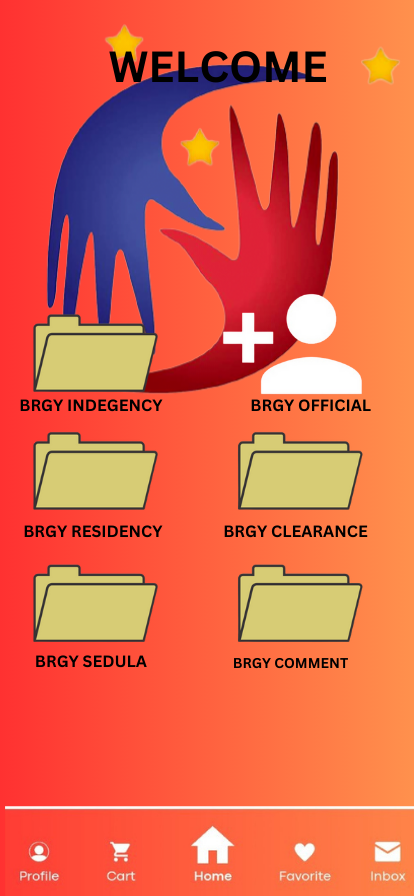 WELCOME
BRGY INDEGENCY
BRGY OFFICIAL
BRGY RESIDENCY
BRGY CLEARANCE
BRGY SEDULA
BRGY COMMENT
Profile
Cart
Home
Favorite
Inbox